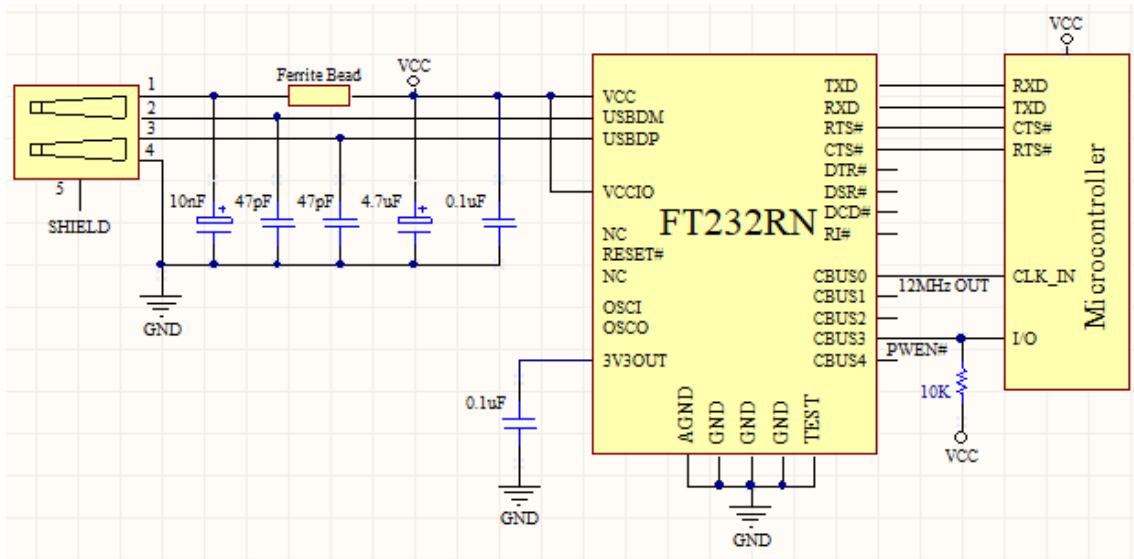 VCC
Ferrite Bead
VCC
1
2
3
4
5
SHIELD
10nF
+
47pF
47pF
4.7uF
+
0.1uF
GND
VCC
USBDM
USBDP
VCCIO
NC
RESET#
NC
OSCI
OSCO
3V3OUT
FT232RN
TXD
RXD
RTS#
CTS#
DTR#
DSR#
DCD#
RI#
CBUS0
CBUS1
CBUS2
CBUS3
CBUS4
AGND
GND
GND
GND
TEST
GND
0.1uF
GND
12MHz OUT
PWEN#
10K
VCC
RXD
TXD
CTS#
RTS#
CLK_IN
I/O
Microcontroller